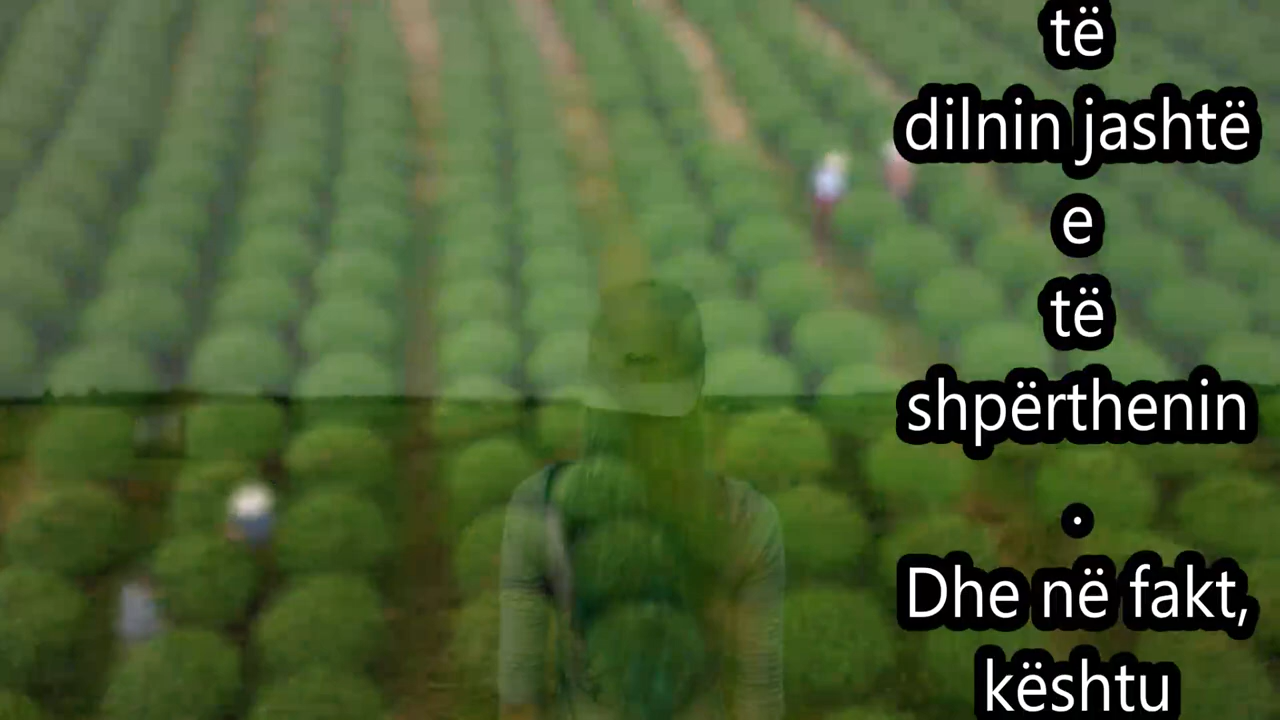 të
dilnin jashtë
e
të
shpërthenin
.
Dhe në fakt,
kështu